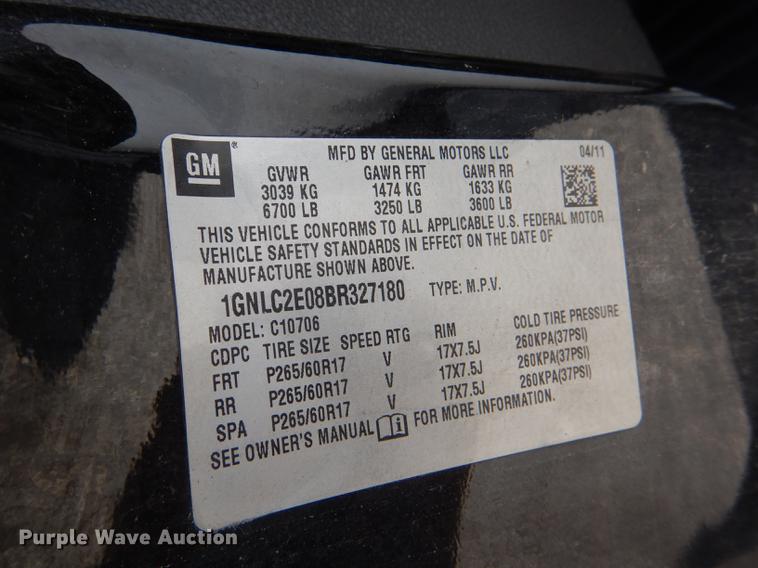 GM
MFD BY GENERAL MOTORS LLC 04/11
GVWR GAWR FRT GAWR RR
3039 KG 1474 KG 1633 KG
6700 LB 3250 LB 3600 LB
THIS VEHICLE CONFORMS TO ALL APPLICABLE U.S. FEDERAL MOTOR
VEHICLE SAFETY STANDARDS IN EFFECT ON THE DATE OF
MANUFACTURE SHOWN ABOVE.
1GNLC2E08BR327180 TYPE: M.P.V.
MODEL: C10706
CDPC TIRE SIZE SPEED RTG RIM COLD TIRE PRESSURE
FRT P265/60R17 V 17X7.5J 260KPA(37PSI)
RR P265/60R17 V 17X7.5J 260KPA(37PSI)
SPA P265/60R17 V 17X7.5J 260KPA(37PSI)
SEE OWNER'S MANUAL FOR MORE INFORMATION.
Purple Wave Auction